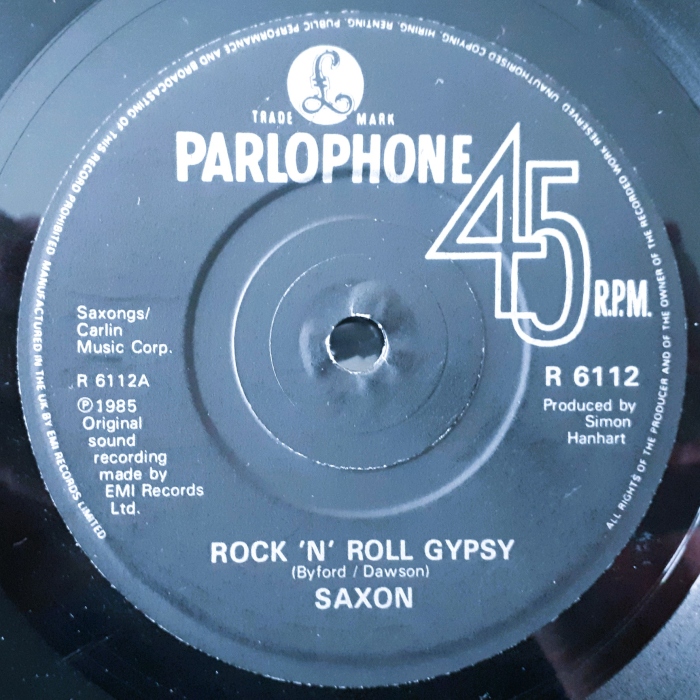 MANUFACTURED IN THE U.K. BY EMI RECORDS LIMITED
ALL RIGHTS OF THE PRODUCER AND OF THE OWNER OF THE RECORDED WORK RESERVED UNAUTHORISED COPYING, HIRING, RENTING, PUBLIC PERFORMANCE AND BROADCASTING OF THIS RECORD PROHIBITED
£
TRADE MARK
PARLOPHONE
45
R.P.M.
Saxongs/
Carlin
Music Corp.
R 6112A
℗1985
Original
sound
recording
made by
EMI Records
Ltd.
R 6112
Produced by
Simon
Hanhart
ROCK 'N' ROLL GYPSY
(Byford / Dawson)
SAXON